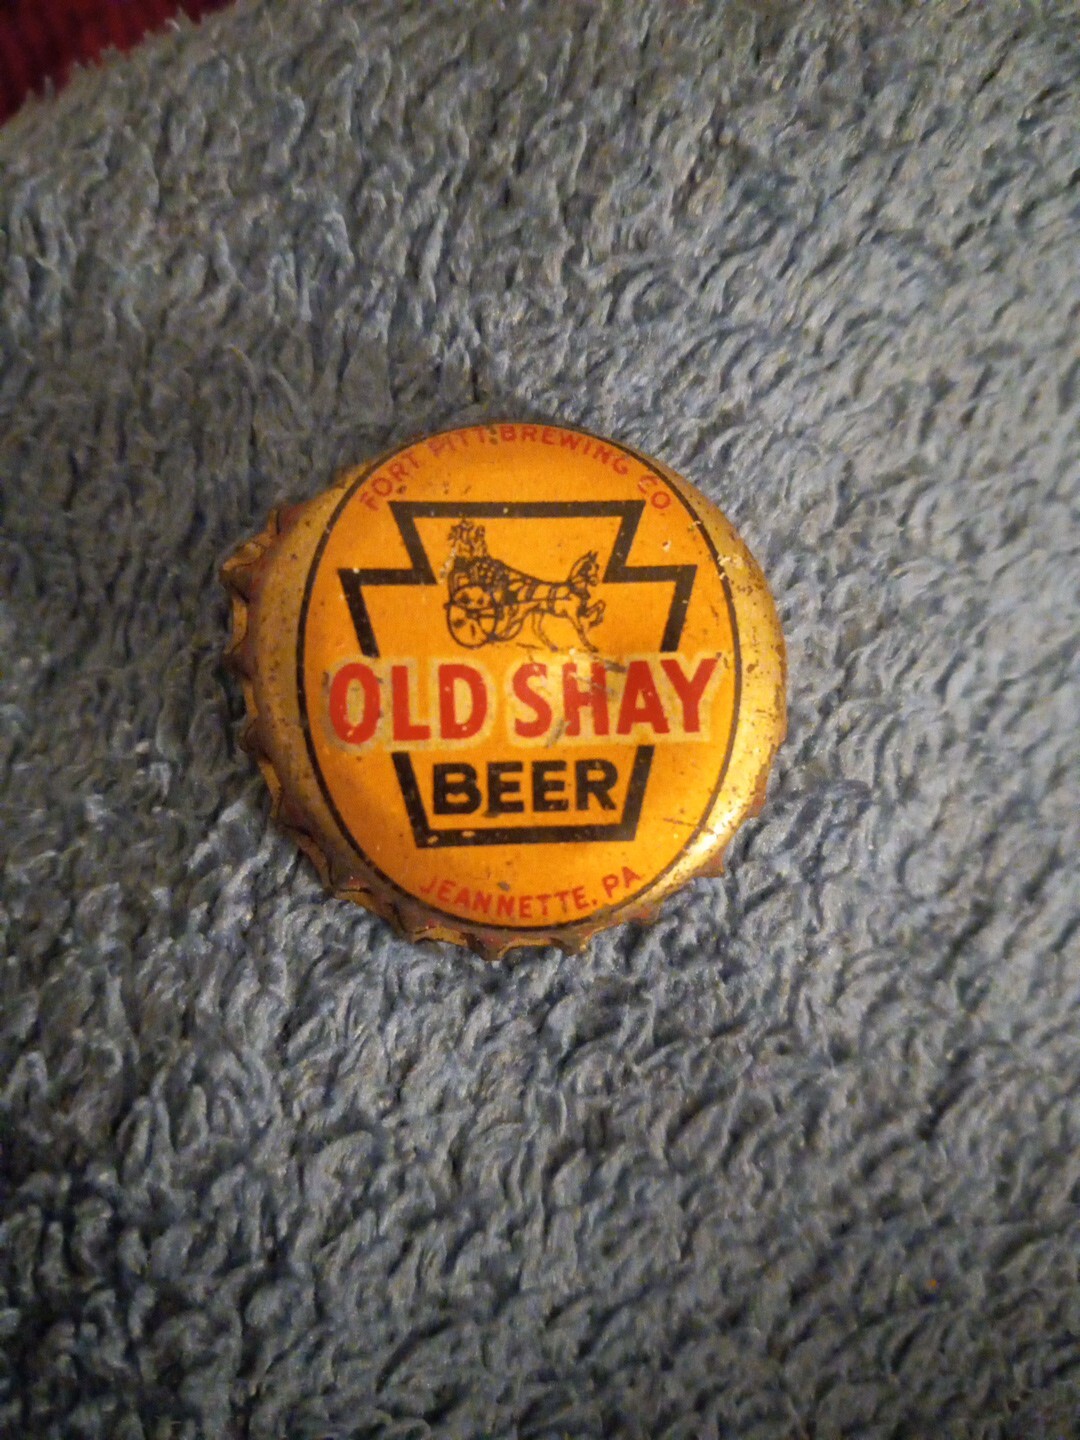 FORT PITT BREWING CO.
OLD SHAY
BEER
JEANNETTE, PA